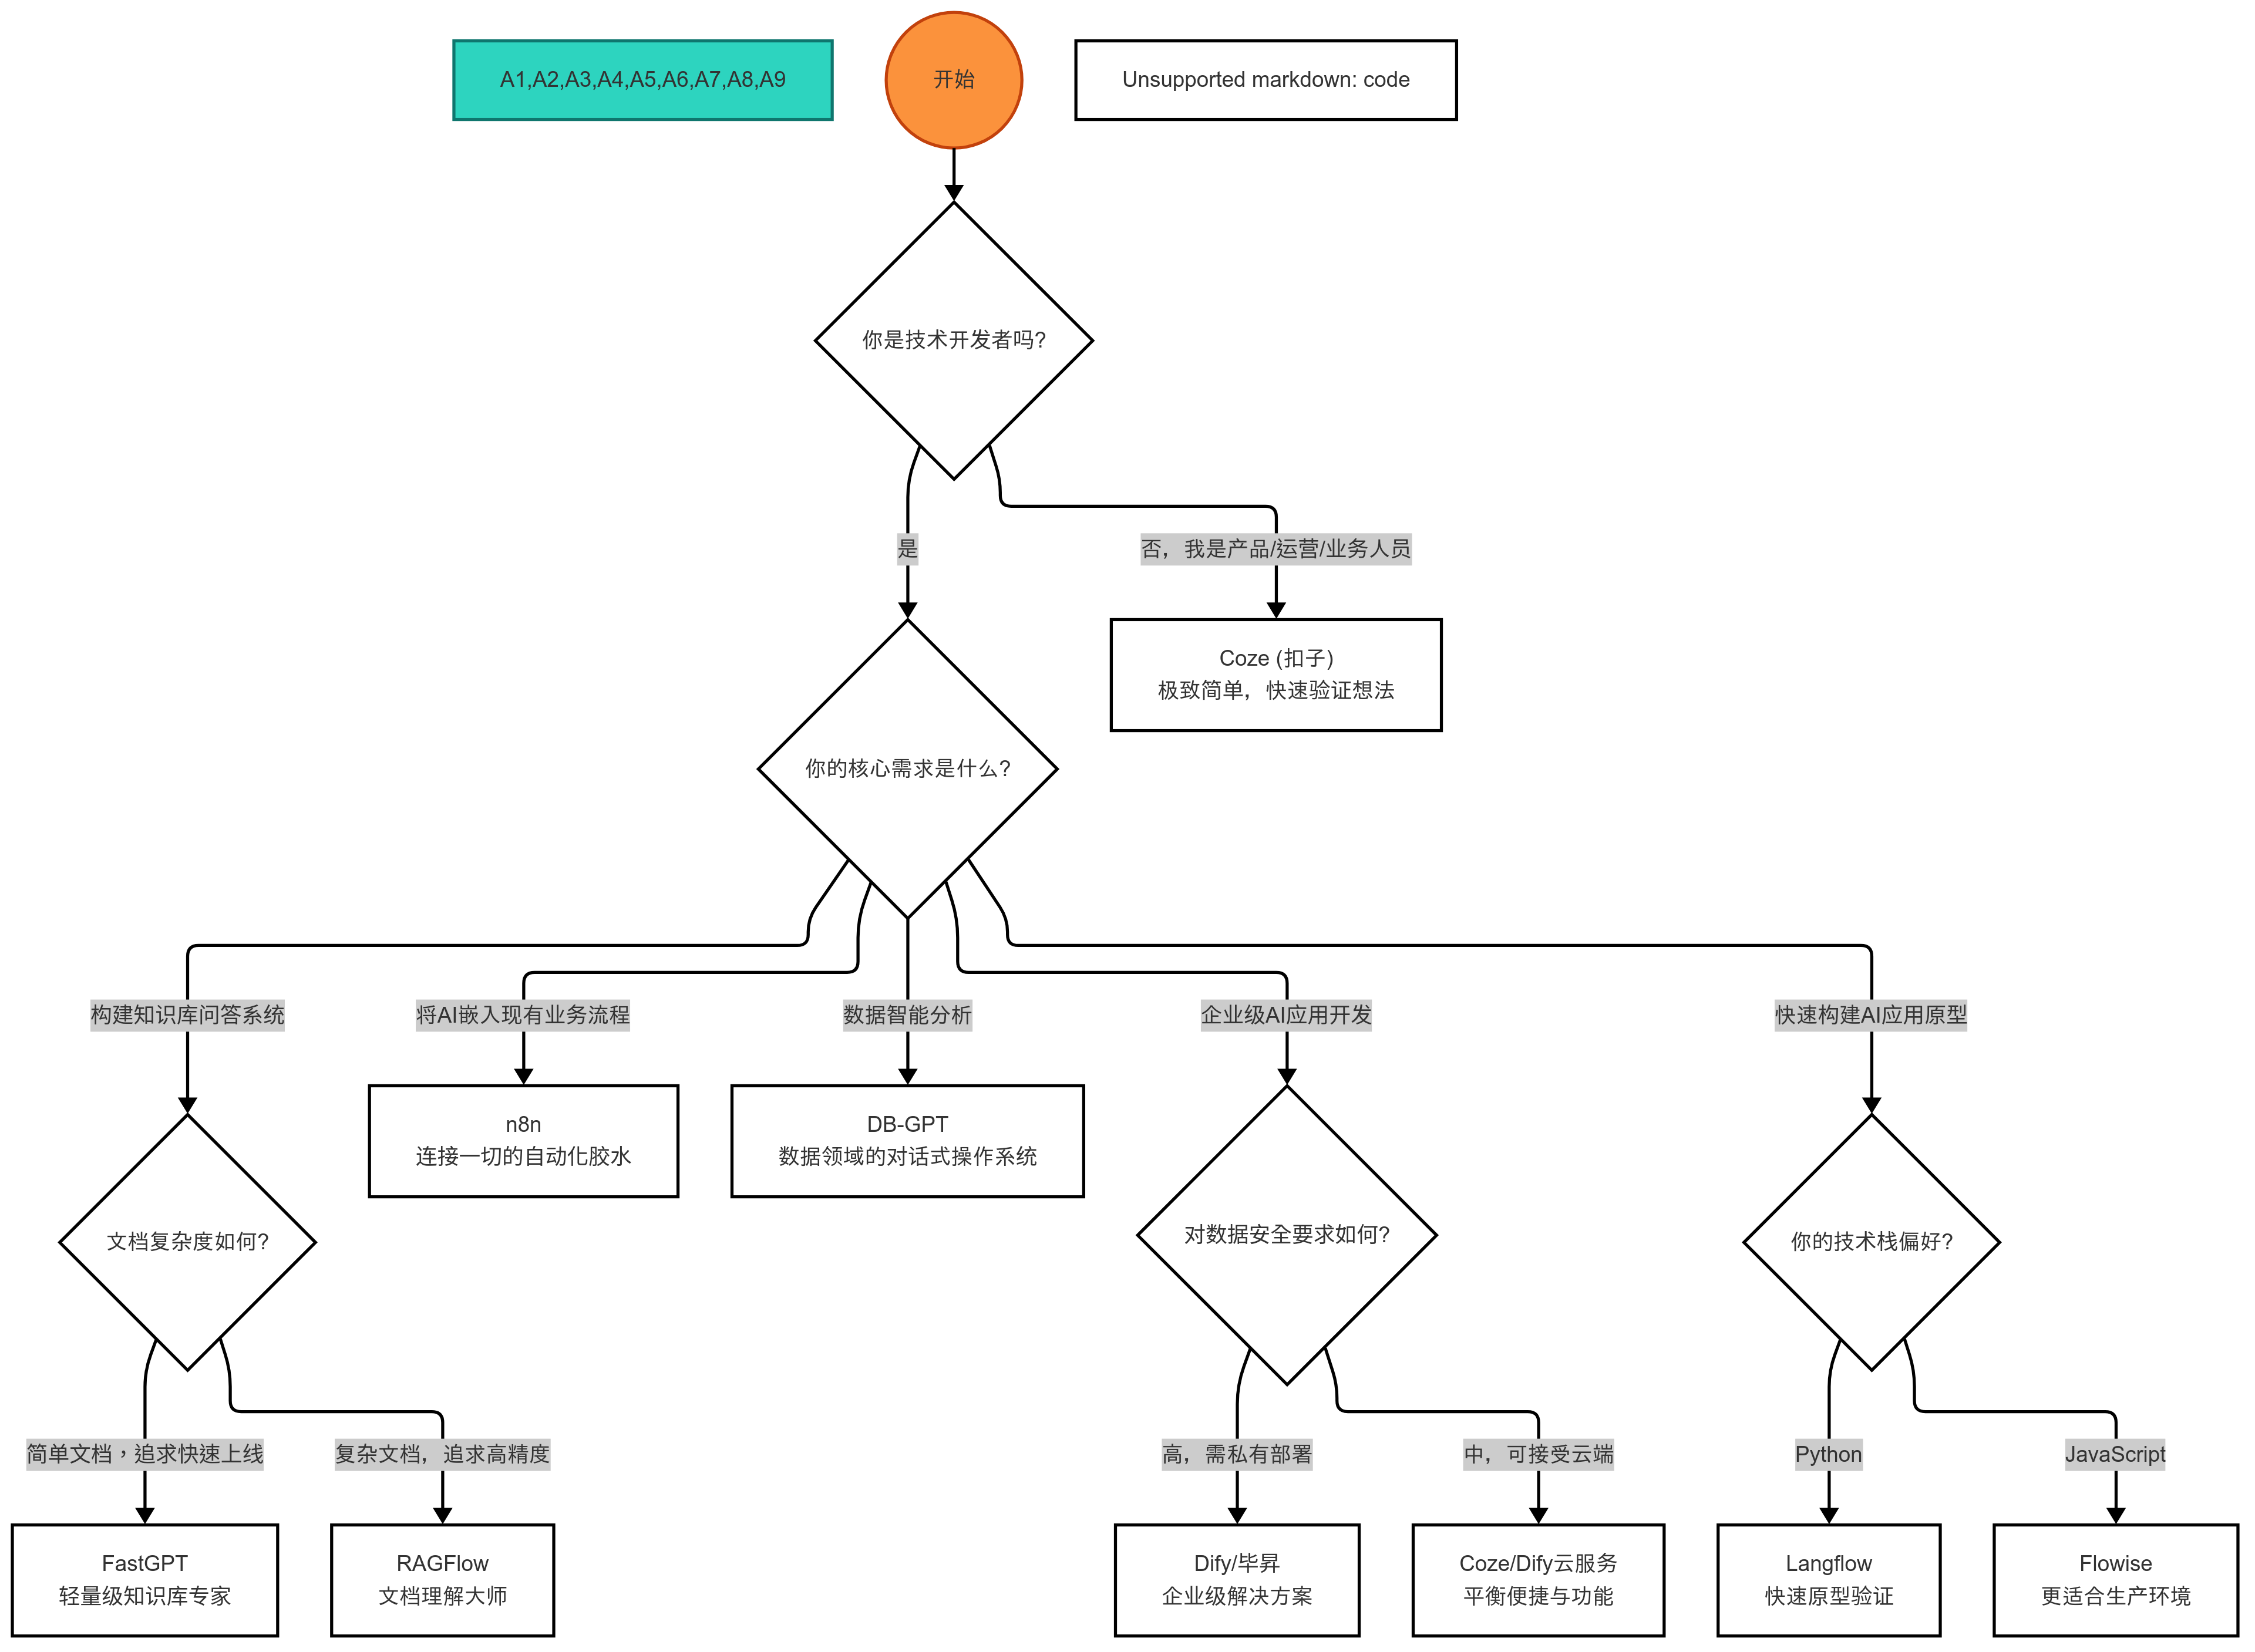 A1,A2,A3,A4,A5,A6,A7,A8,A9
开始
Unsupported markdown: code
你是技术开发者吗?
是
否，我是产品/运营/业务人员
Coze (扣子)
极致简单，快速验证想法
你的核心需求是什么?
构建知识库问答系统
将AI嵌入现有业务流程
数据智能分析
企业级AI应用开发
快速构建AI应用原型
n8n
连接一切的自动化胶水
DB-GPT
数据领域的对话式操作系统
文档复杂度如何?
对数据安全要求如何?
你的技术栈偏好?
简单文档，追求快速上线
复杂文档，追求高精度
高，需私有部署
中，可接受云端
Python
JavaScript
FastGPT
轻量级知识库专家
RAGFlow
文档理解大师
Dify/毕昇
企业级解决方案
Coze/Dify云服务
平衡便捷与功能
Langflow
快速原型验证
Flowise
更适合生产环境